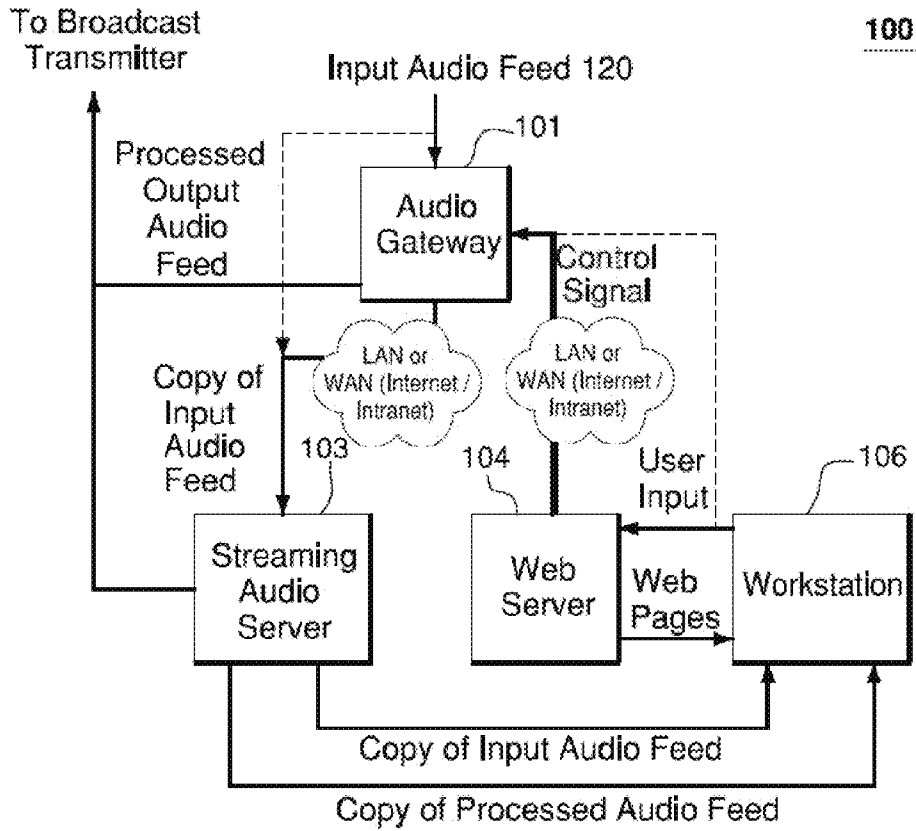 To Broadcast
Transmitter
100
Input Audio Feed 120
101
Processed
Output
Audio
Feed
Audio
Gateway
Control
Signal
LAN or
WAN (Internet /
Intranet)
LAN or
WAN (Internet /
Intranet)
Copy of
Input
Audio
Feed
103
104
User
Input
106
Streaming
Audio
Server
Web
Server
Web
Pages
Workstation
Copy of Input Audio Feed
Copy of Processed Audio Feed